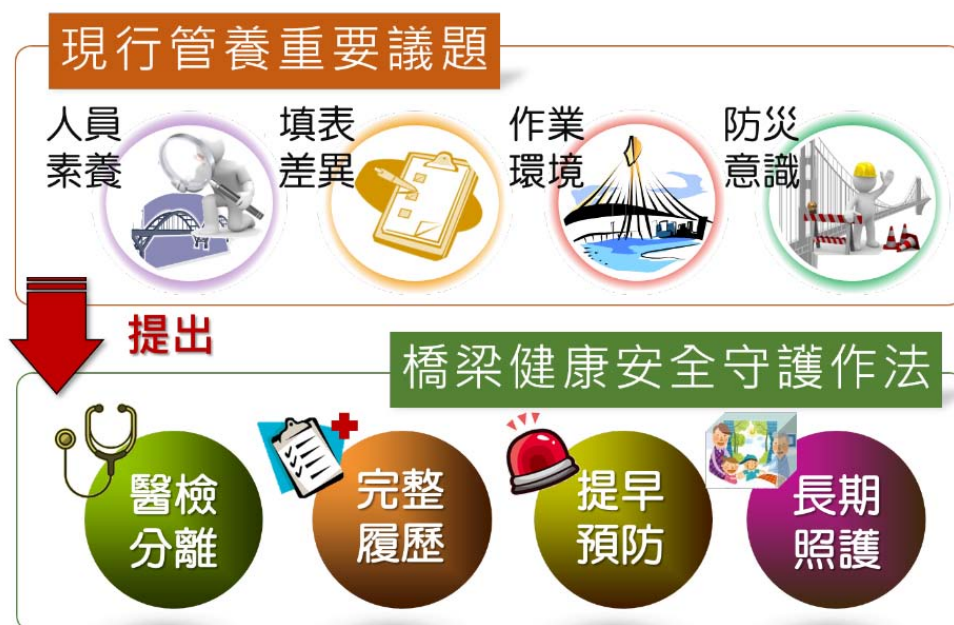 現行管養重要議題
人員
素養
填表
差異
作業
環境
防災
意識
提出
橋梁健康安全守護作法
醫檢
分離
完整
履歷
提早
預防
長期
照護